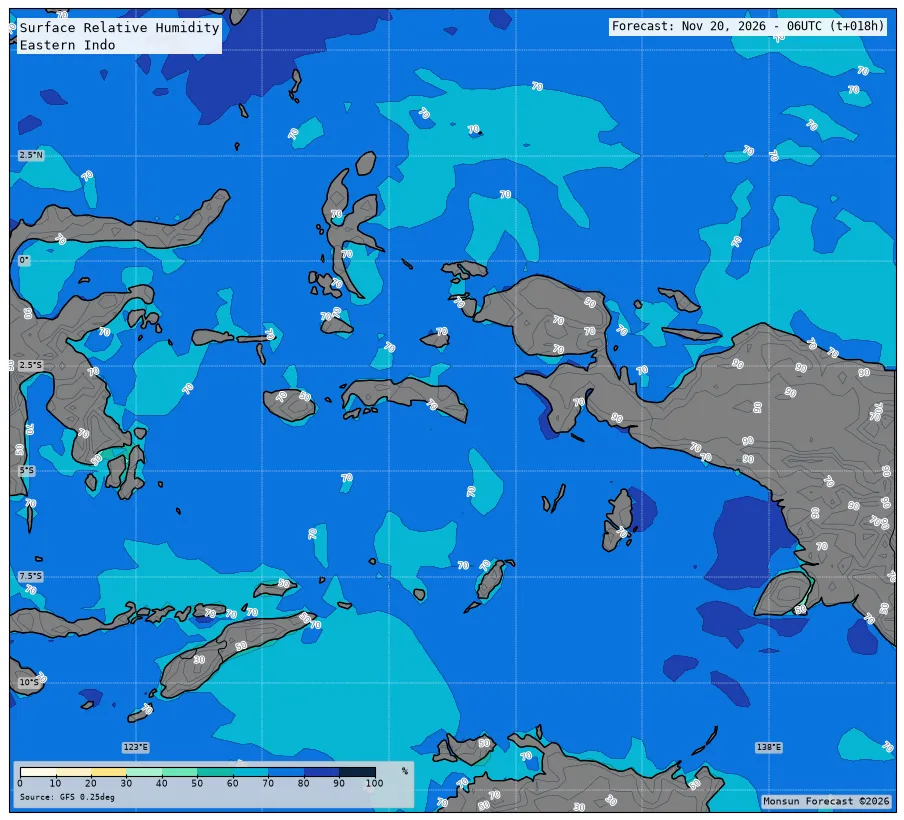 Surface Relative Humidity
Eastern Indo
Forecast: Nov 20, 2026 - 06UTC (t+018h)
2.5°N
0°
2.5°S
5°S
7.5°S
10°S
123°E
138°E
0 10 20 30 40 50 60 70 80 90 100 %
Source: GFS 0.25deg
Monsun Forecast ©2026